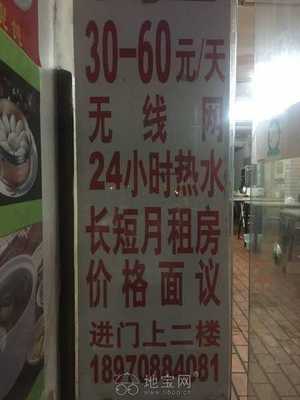 30-60元/天
无线网
24小时热水
长短月租房
价格面议
进门上二楼
18970884081
地宝网